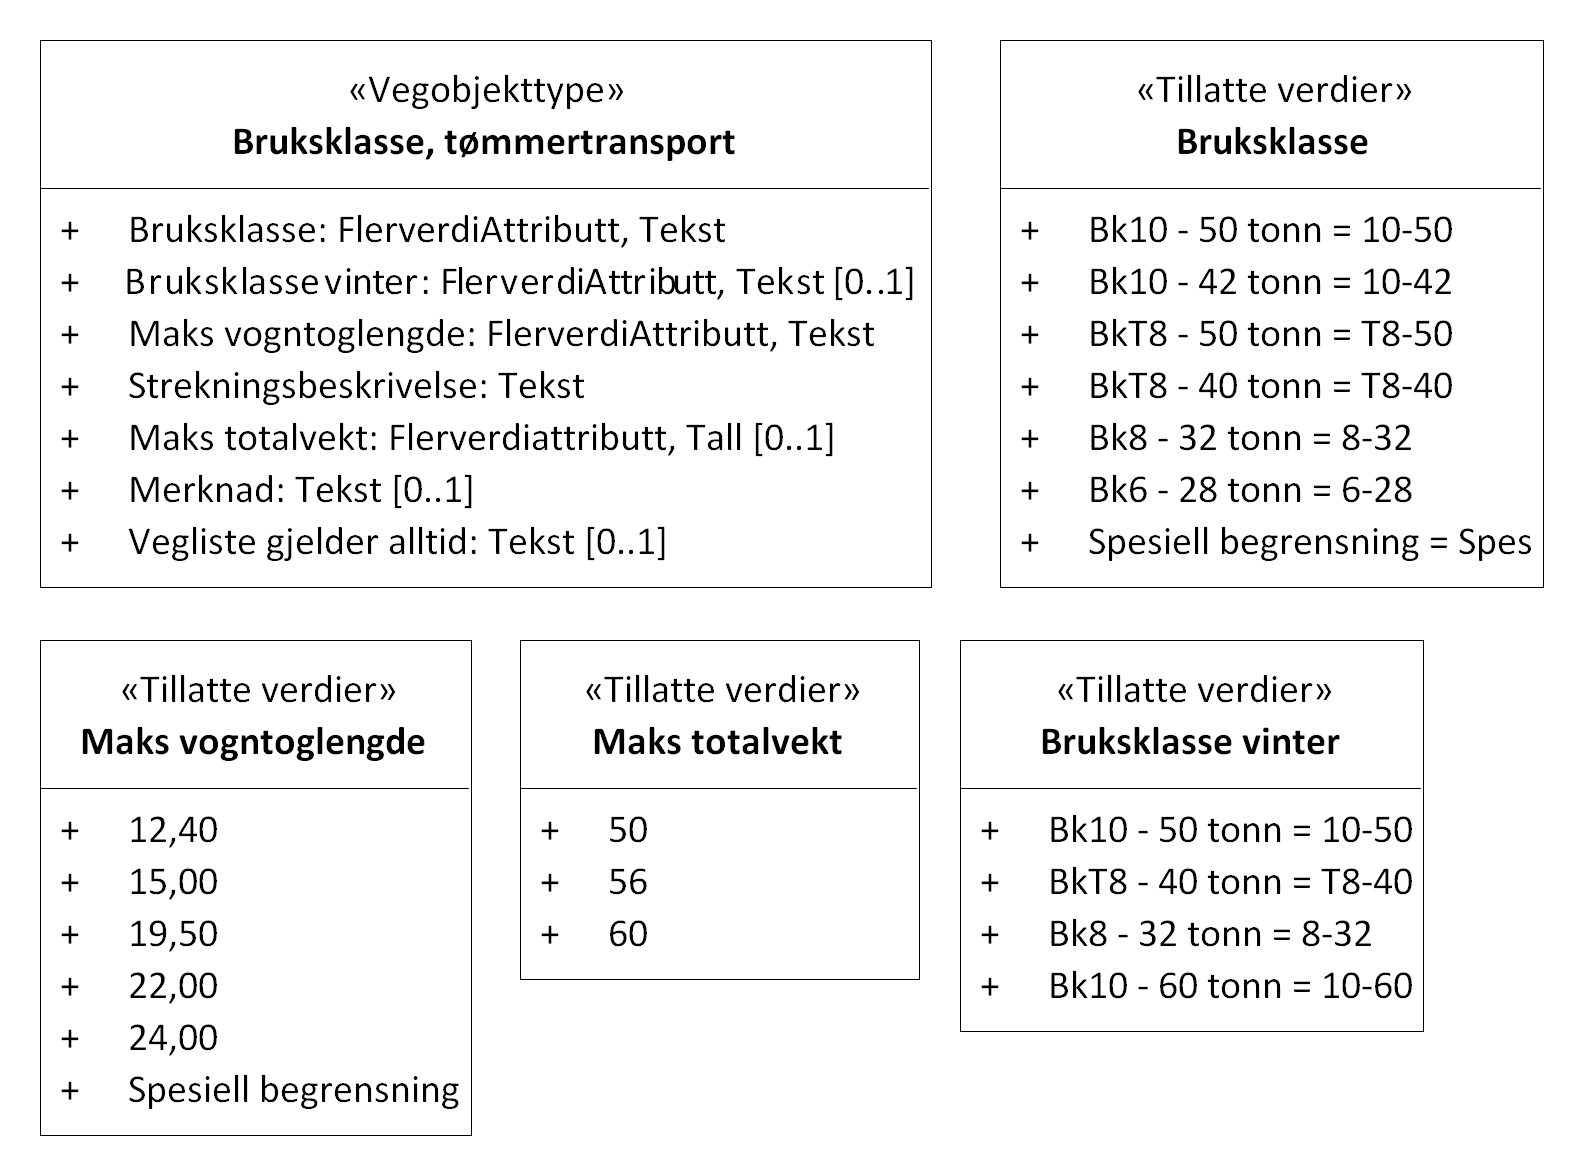 «Vegobjekttype»
Bruksklasse, tømmertransport
+ Bruksklasse: FlerverdiAttributt, Tekst
+ Bruksklasse vinter: FlerverdiAttributt, Tekst [0..1]
+ Maks vogntoglengde: FlerverdiAttributt, Tekst
+ Strekningsbeskrivelse: Tekst
+ Maks totalvekt: Flerverdiattributt, Tall [0..1]
+ Merknad: Tekst [0..1]
+ Vegliste gjelder alltid: Tekst [0..1]
«Tillatte verdier»
Bruksklasse
+ Bk10 - 50 tonn = 10-50
+ Bk10 - 42 tonn = 10-42
+ BkT8 - 50 tonn = T8-50
+ BkT8 - 40 tonn = T8-40
+ Bk8 - 32 tonn = 8-32
+ Bk6 - 28 tonn = 6-28
+ Spesiell begrensning = Spes
«Tillatte verdier»
Maks vogntoglengde
+ 12,40
+ 15,00
+ 19,50
+ 22,00
+ 24,00
+ Spesiell begrensning
«Tillatte verdier»
Maks totalvekt
+ 50
+ 56
+ 60
«Tillatte verdier»
Bruksklasse vinter
+ Bk10 - 50 tonn = 10-50
+ BkT8 - 40 tonn = T8-40
+ Bk8 - 32 tonn = 8-32
+ Bk10 - 60 tonn = 10-60